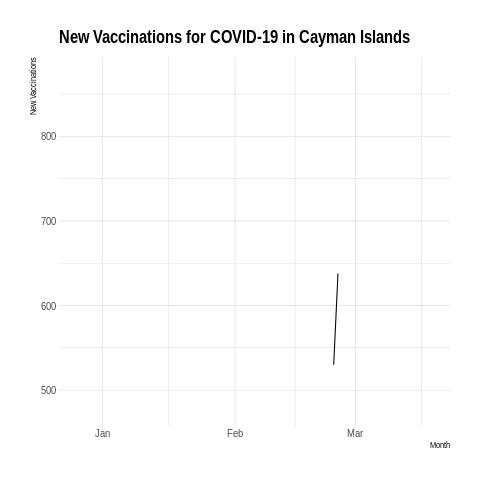 New Vaccinations for COVID-19 in Cayman Islands
New Vaccinations
800
700
600
500
Jan Feb Mar
Month